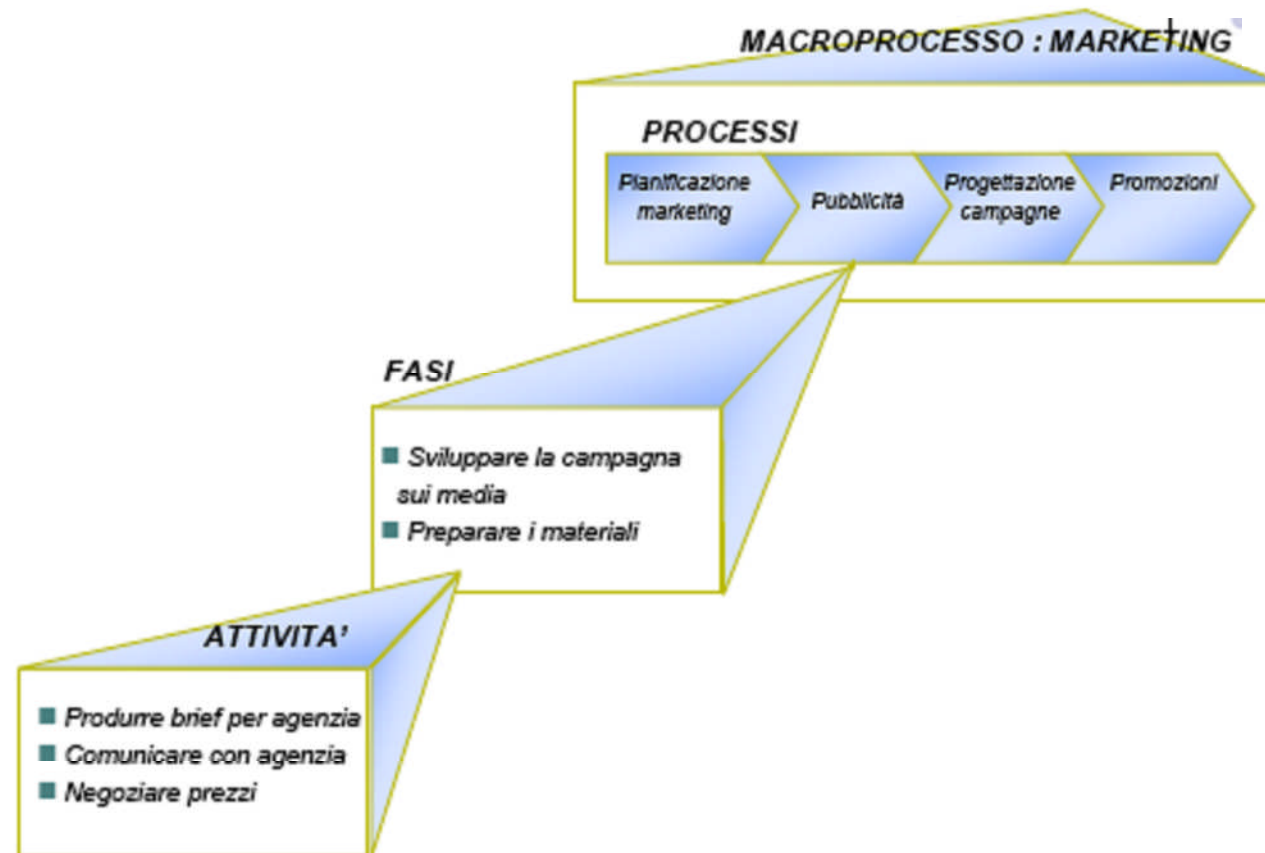 MACROPROCESSO : MARKETING
PROCESSI
Pianificazione
marketing
Pubblicità
Progettazione
campagne
Promozioni
FASI
Sviluppare la campagna
sui media
Preparare i materiali
ATTIVITA'
Produrre brief per agenzia
Comunicare con agenzia
Negoziare prezzi